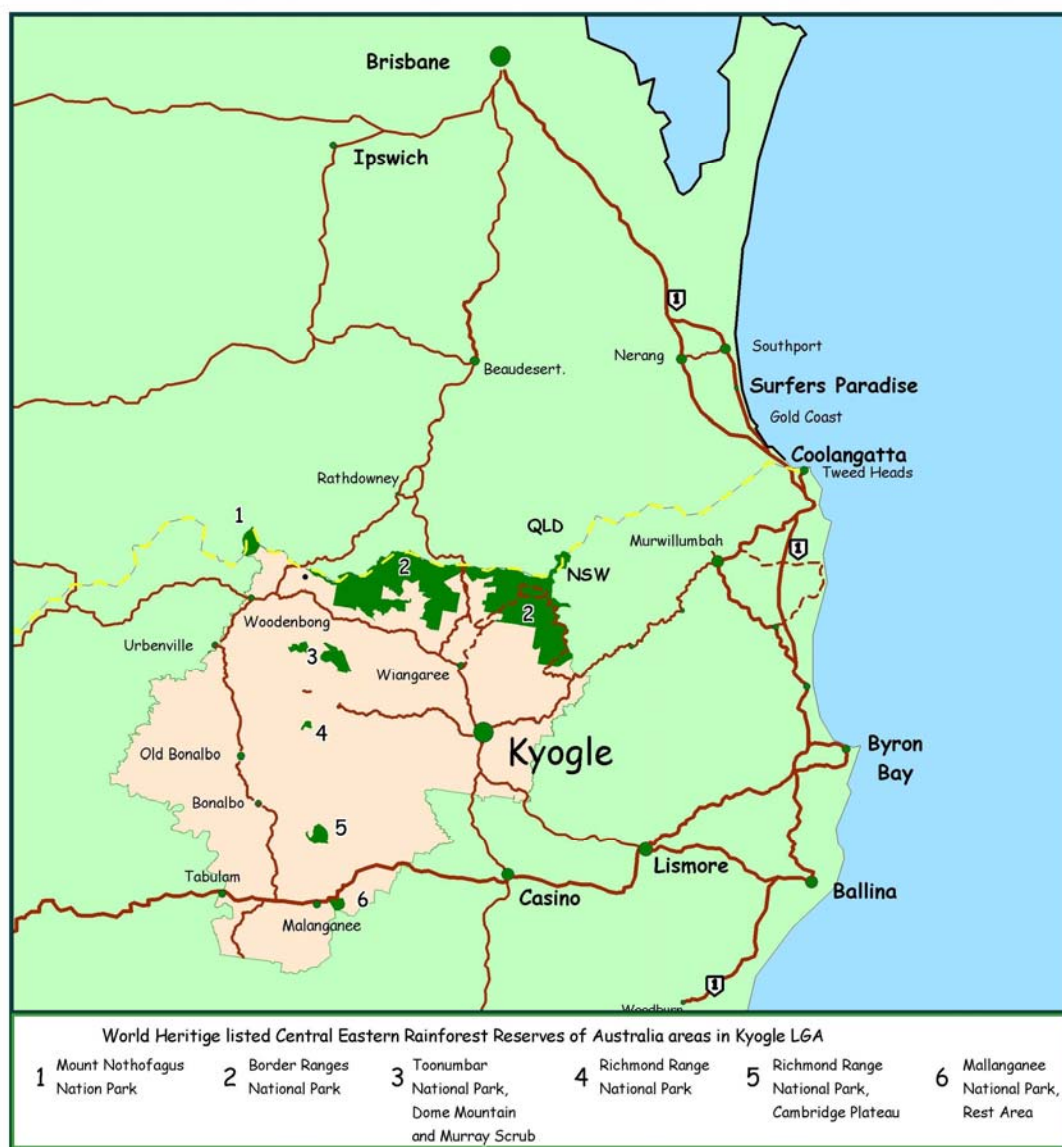 Brisbane
Ipswich
1
Nerang
Southport
Beaudesert.
Surfers Paradise
Gold Coast
Coolangatta
Tweed Heads
Rathdowney
1
QLD
Murwillumbah
1
2
NSW
2
Woodenbong
Urbenville
3
Wiangaree
4
Kyogle
Byron
Bay
Old Bonalbo
Bonalbo
5
Lismore
Tabulam
Casino
Ballina
6
Malanganee
1
Woodburn
World Heritige listed Central Eastern Rainforest Reserves of Australia areas in Kyogle LGA
1 Mount Nothofagus
Nation Park
2 Border Ranges
National Park
3 Toonumbar
National Park,
Dome Mountain
and Murray Scrub
4 Richmond Range
National Park
5 Richmond Range
National Park,
Cambridge Plateau
6 Mallanganee
National Park,
Rest Area